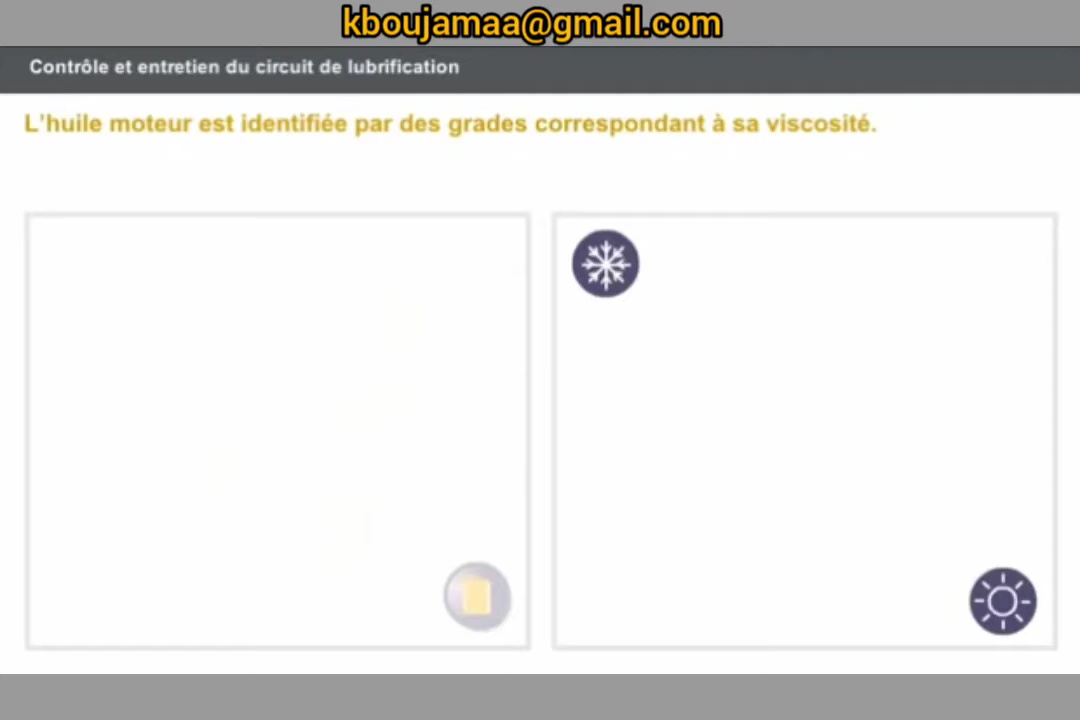 kboujamaa@gmail.com
Contrôle et entretien du circuit de lubrification
L'huile moteur est identifiée par des grades correspondant à sa viscosité.